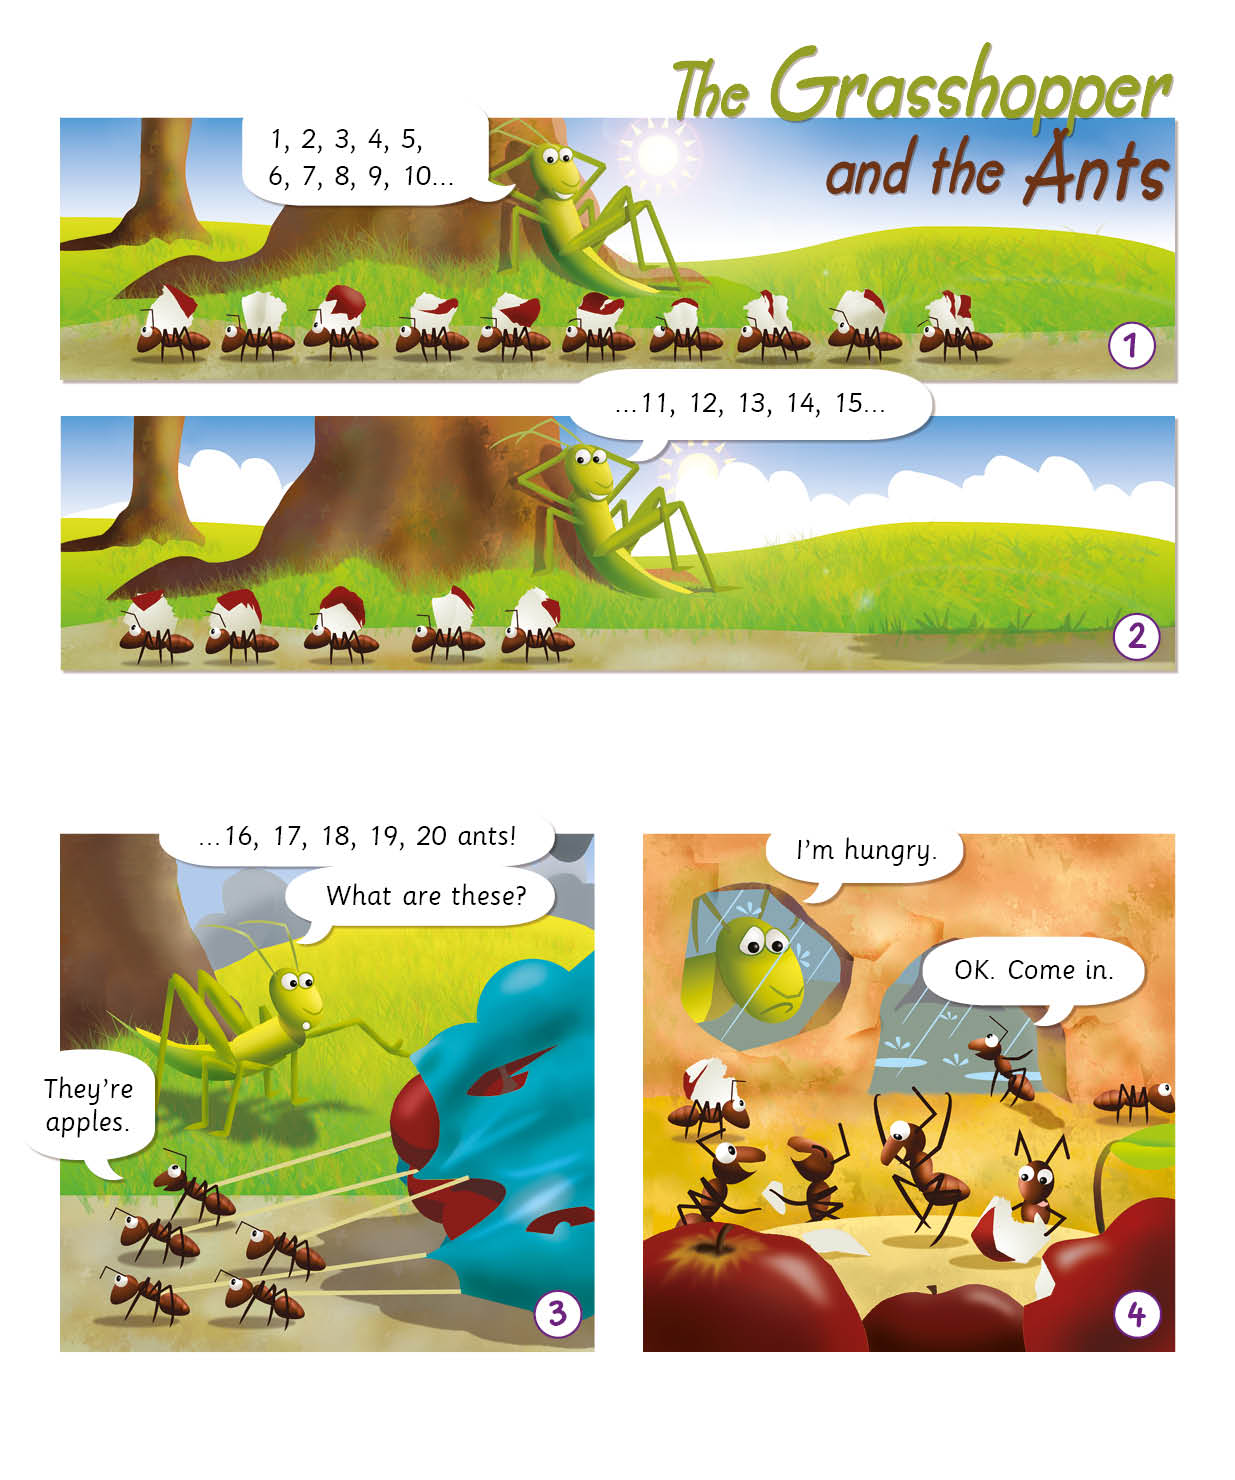 The Grasshopper
and the Ants
1, 2, 3, 4, 5,
6, 7, 8, 9, 10...
1
...11, 12, 13, 14, 15...
2
...16, 17, 18, 19, 20 ants!
What are these?
They're
apples.
3
I'm hungry.
OK. Come in.
4